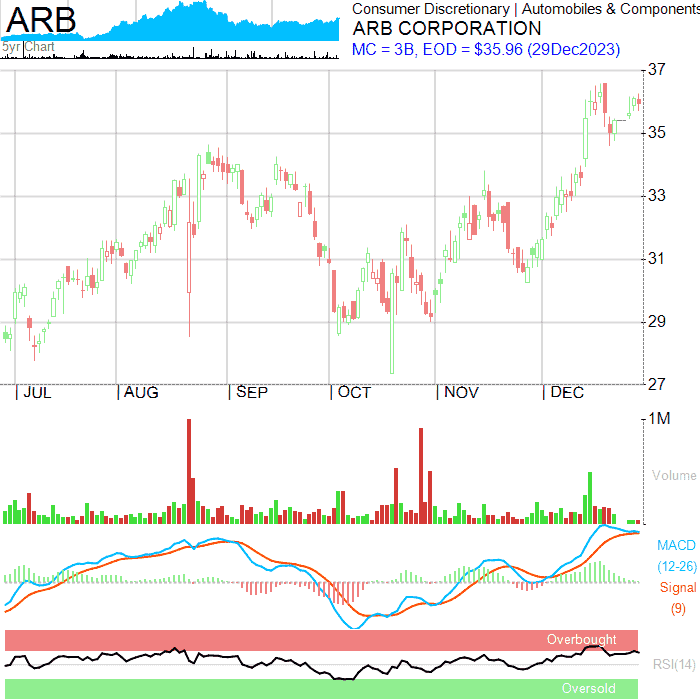 ARB
5yr Chart
Consumer Discretionary | Automobiles & Components
ARB CORPORATION
MC = 3B, EOD = $35.96 (29Dec2023)
37
35
33
31
29
27
JUL AUG SEP OCT NOV DEC
1M
Volume
MACD
(12-26)
Signal
(9)
Overbought
RSI(14)
Oversold